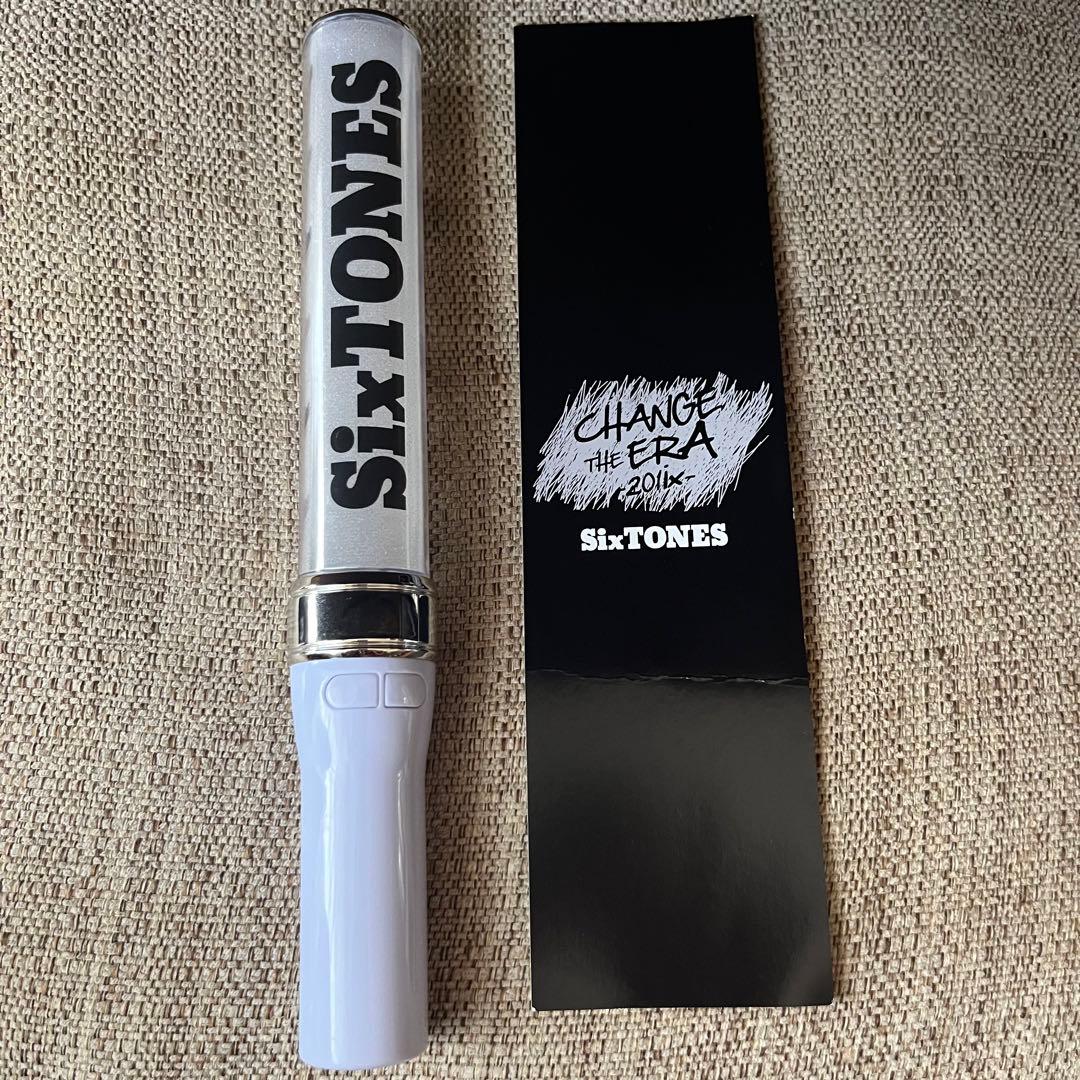 SixTONES
CHANGE
THE ERA
-201ix-
SixTONES